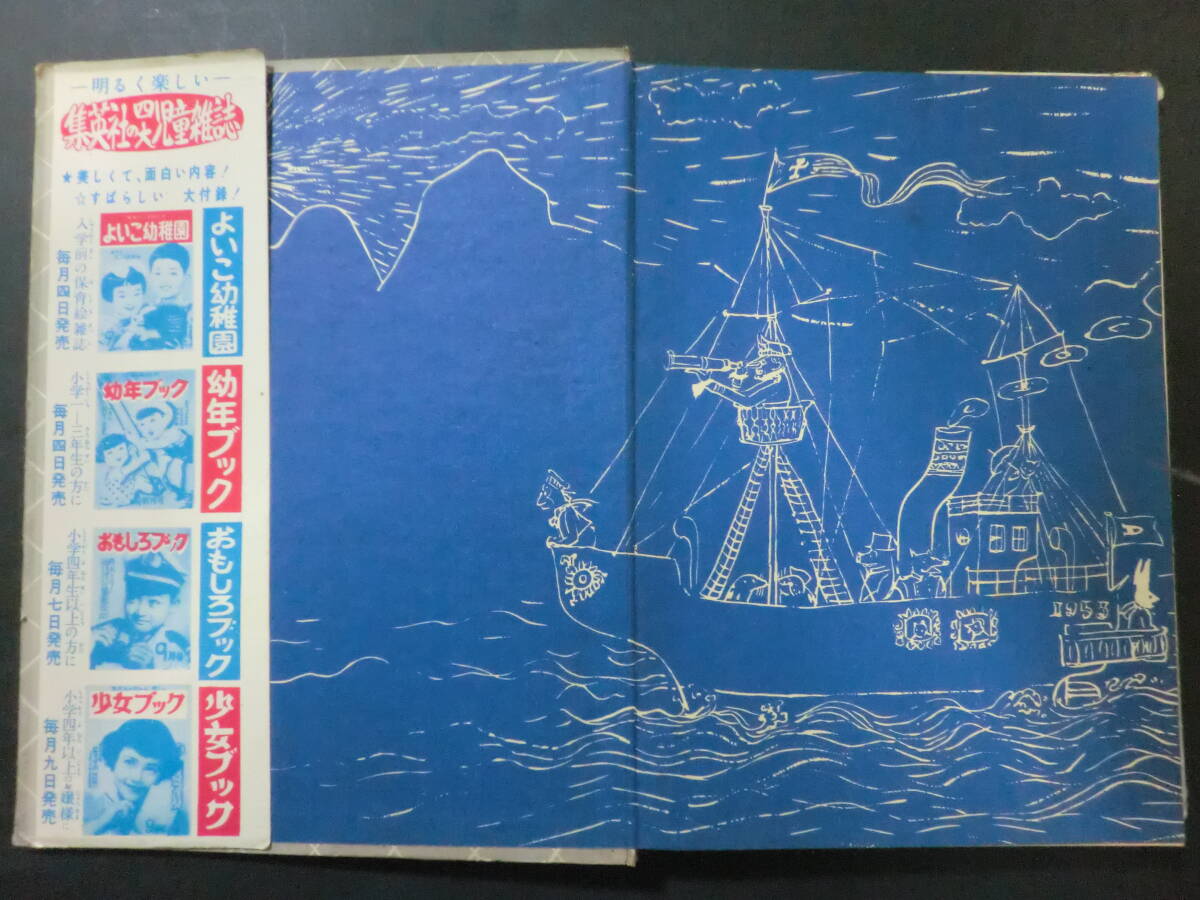 ―明るく楽しい―
集英社の四大児童雑誌
★美しくて、面白い内容！
☆すばらしい 大付録！
よいこ幼稚園
よいこ幼稚園
入学前の保育絵雑誌
毎月四日発売
幼年ブック
幼年ブック
小学一―三年生の方に
毎月四日発売
おもしろブック
おもしろブック
9月号
小学四年生以上の方に
毎月七日発売
少女ブック
少女ブック
小学四年以上のお嬢様に
毎月九日発売
1953